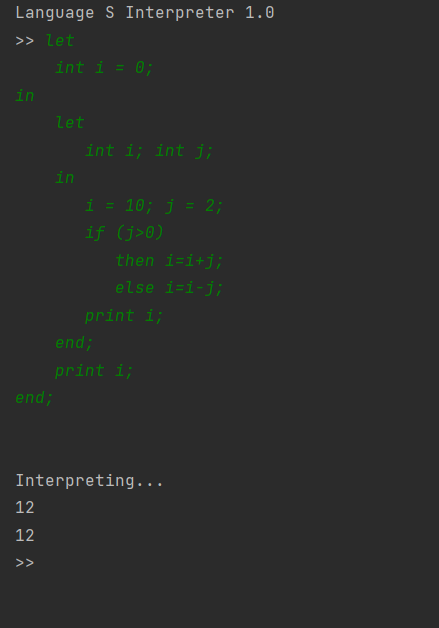 Language S Interpreter 1.0
>> let
    int i = 0;
in
    let
       int i; int j;
    in
       i = 10; j = 2;
       if (j>0)
          then i=i+j;
          else i=i-j;
       print i;
    end;
    print i;
end;
Interpreting...
12
12
>>